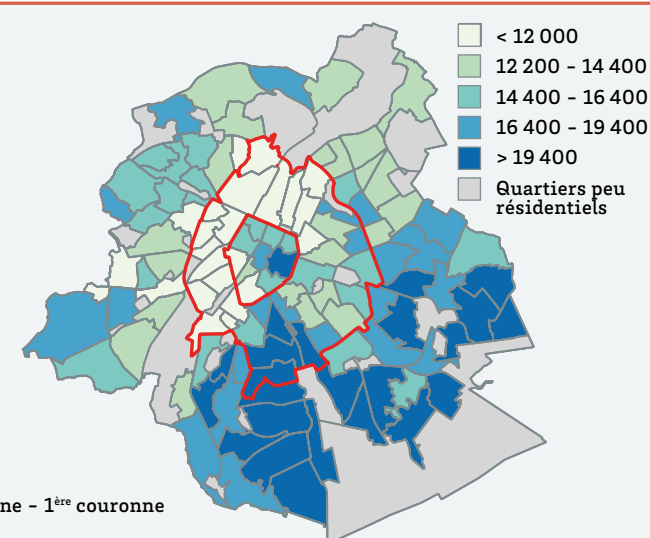 < 12 000
12 200 - 14 400
14 400 - 16 400
16 400 - 19 400
> 19 400
Quartiers peu
résidentiels
ne - 1ère couronne